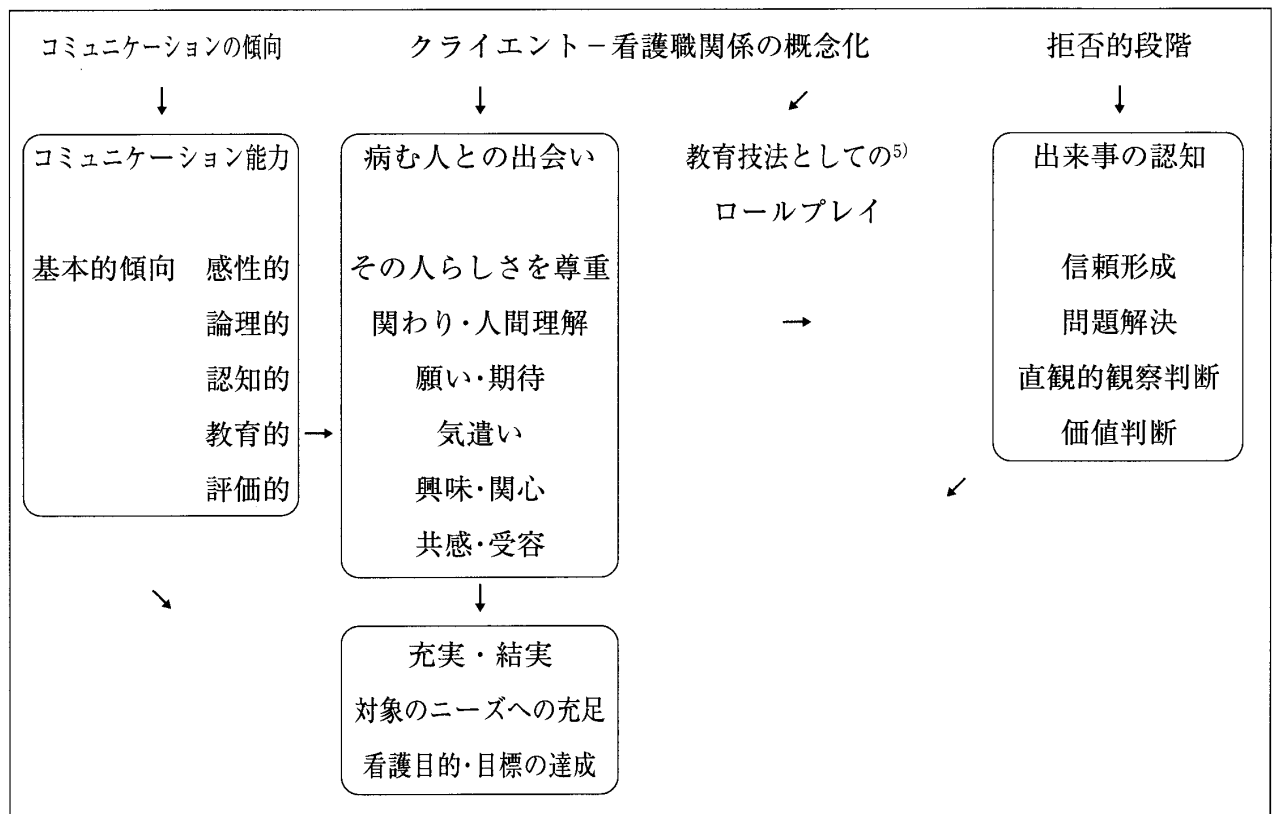 コミュニケーションの傾向
↓
コミュニケーション能力
基本的傾向 感性的
論理的
認知的
教育的 →
評価的
↘
クライエント－看護職関係の概念化
↓
病む人との出会い
その人らしさを尊重
関わり・人間理解
願い・期待
気遣い
興味・関心
共感・受容
↓
充実・結実
対象のニーズへの充足
看護目的・目標の達成
↙
教育技法としての5)
ロールプレイ
→
拒否的段階
↓
出来事の認知
信頼形成
問題解決
直観的観察判断
価値判断
↙